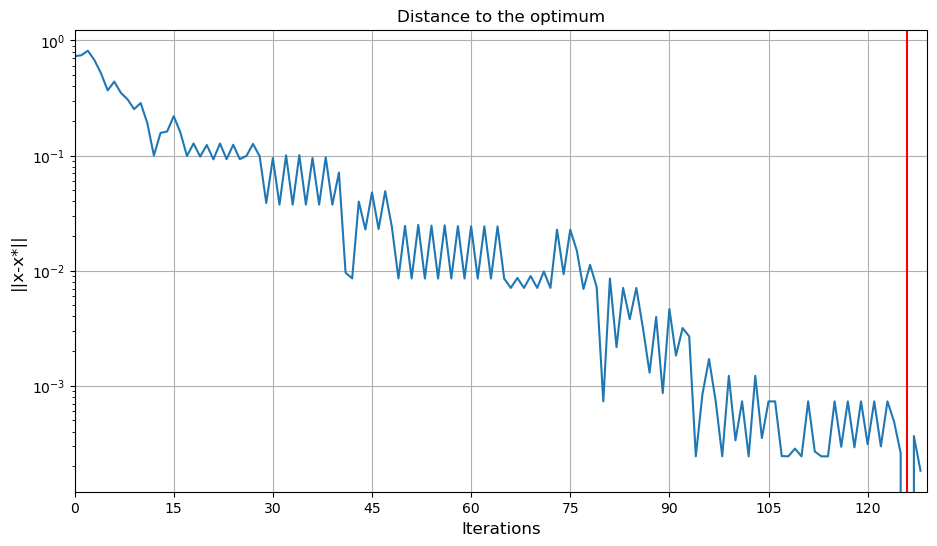 Distance to the optimum
||x-x*||
10⁰
10⁻¹
10⁻²
10⁻³
0 15 30 45 60 75 90 105 120
Iterations